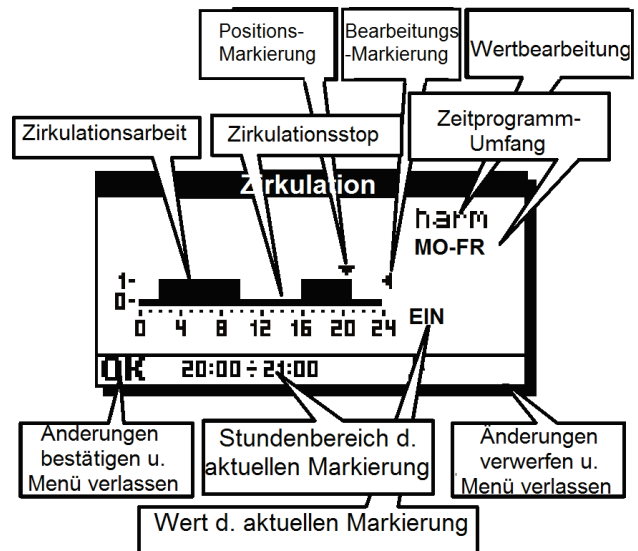 Positions-
Markierung
Bearbeitungs
-Markierung
Wertbearbeitung
Zirkulationsarbeit
Zirkulationsstop
Zeitprogramm-
Umfang
Zirkulation
harm
MO-FR
1-
0-
0 4 8 12 16 20 24
EIN
OK 20:00÷21:00
Änderungen
bestätigen u.
Menü verlassen
Stundenbereich d.
aktuellen Markierung
Änderungen
verwerfen u.
Menü verlassen
Wert d. aktuellen Markierung